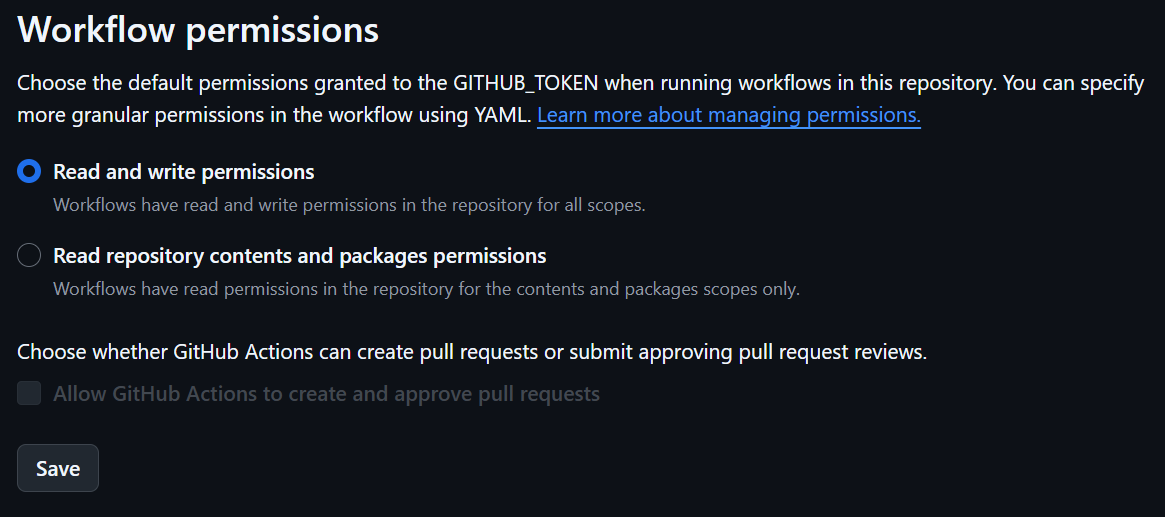 Workflow permissions
Choose the default permissions granted to the GITHUB_TOKEN when running workflows in this repository. You can specify
more granular permissions in the workflow using YAML. Learn more about managing permissions.
Read and write permissions
Workflows have read and write permissions in the repository for all scopes.
Read repository contents and packages permissions
Workflows have read permissions in the repository for the contents and packages scopes only.
Choose whether GitHub Actions can create pull requests or submit approving pull request reviews.
Allow GitHub Actions to create and approve pull requests
Save